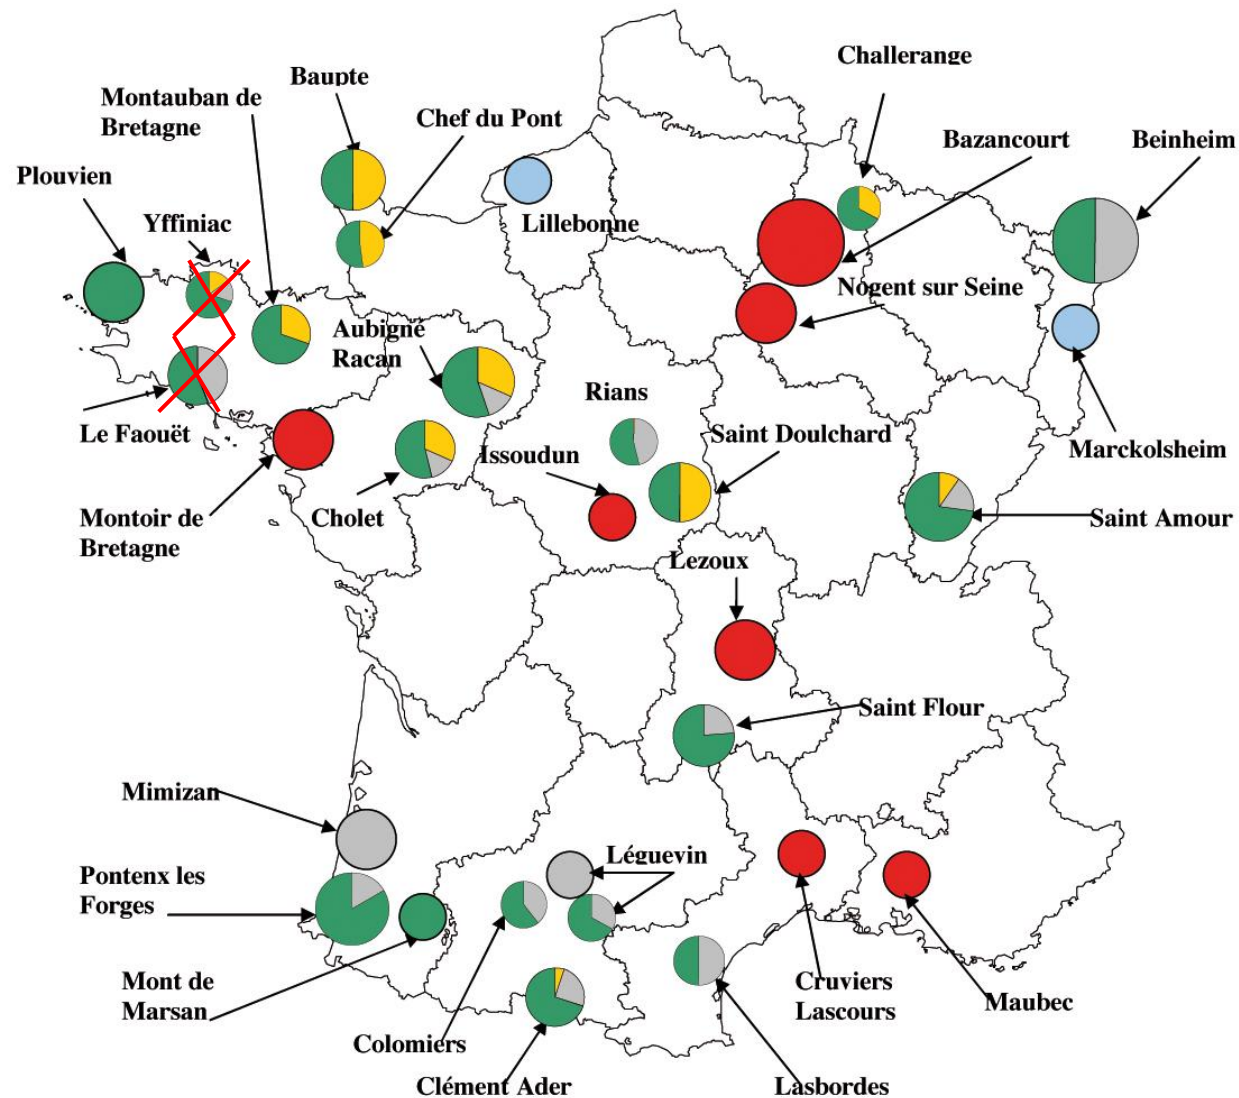 Challerange
Baupte
Montauban de
Bretagne
Chef du Pont
Bazancourt
Beinheim
Plouvien
Yffiniac
Lillebonne
Nogent sur Seine
Aubigné
Racan
Rians
Saint Doulchard
Le Faouët
Issoudun
Marckolsheim
Montoir de
Bretagne
Cholet
Saint Amour
Lezoux
Saint Flour
Mimizan
Léguevin
Pontenx les
Forges
Mont de
Marsan
Cruviers
Lascours
Maubec
Colomiers
Clément Ader
Lasbordes